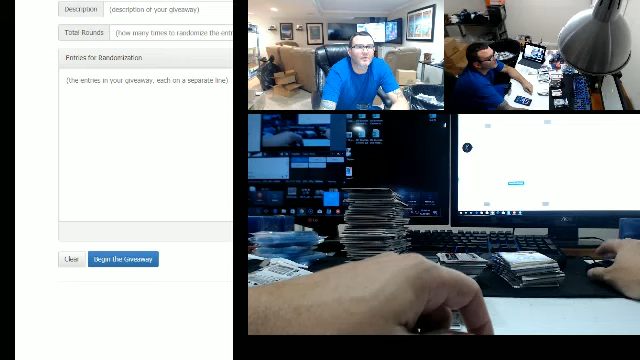 Description
(description of your giveaway)
Total Rounds
(how many times to randomize the entr
Entries for Randomization
(the entries in your giveaway, each on a separate line)
Clear
Begin the Giveaway